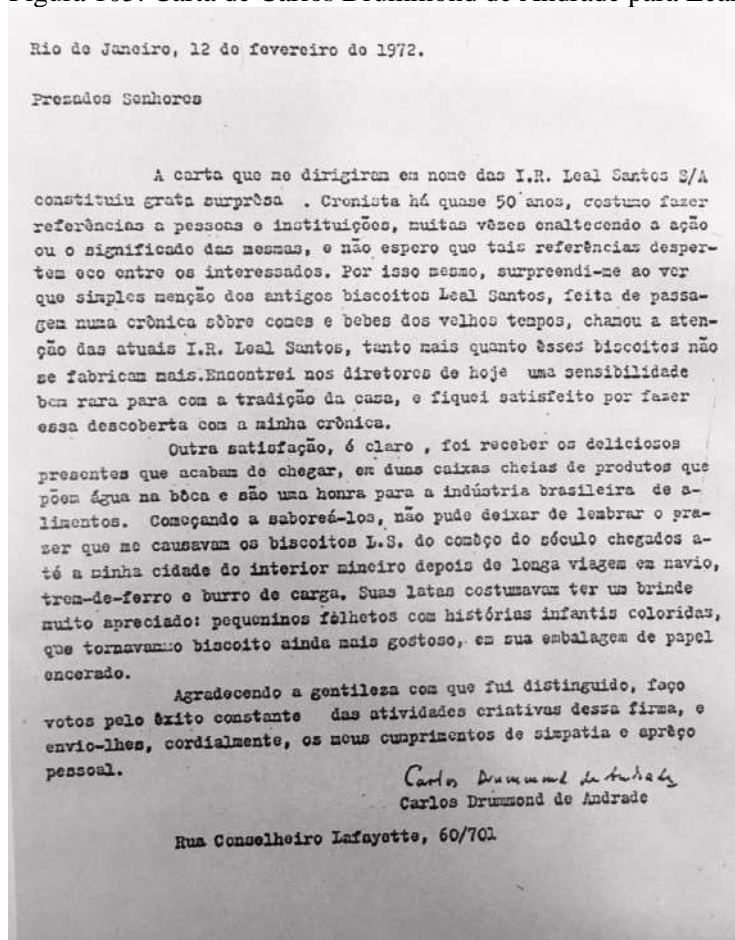 Figura 163: Carta de Carlos Drummond de Andrade para Leal
Rio de Janeiro, 12 de fevereiro de 1972.
Prezados Senhores
A carta que me dirigiram em nome das I.R. Leal Santos S/A
constituiu grata surprêsa . Cronista há quase 50 anos, costumo fazer
referências a pessoas e instituições, muitas vêzes enaltecendo a ação
ou o significado das mesmas, e não espero que tais referências desper-
tem eco entre os interessados. Por isso mesmo, surpreendi-me ao ver
que simples menção dos antigos biscoitos Leal Santos, feita de passa-
gem numa crônica sôbre comes e bebes dos velhos tempos, chamou a aten-
ção das atuais I.R. Leal Santos, tanto mais quanto êsses biscoitos não
se fabricam mais.Encontrei nos diretores de hoje uma sensibilidade
bem rara para com a tradição da casa, e fiquei satisfeito por fazer
essa descoberta com a minha crônica.
Outra satisfação, é claro , foi receber os deliciosos
presentes que acabam de chegar, em duas caixas cheias de produtos que
põem água na bôca e são uma honra para a indústria brasileira de a-
limentos. Começando a saboreá-los, não pude deixar de lembrar o pra-
zer que me causavam os biscoitos L.S. do comêço do século chegados a-
té a minha cidade do interior mineiro depois de longa viagem em navio,
trem-de-ferro e burro de carga. Suas latas costumavam ter um brinde
muito apreciado: pequeninos fôlhetos com histórias infantis coloridas,
que tornavam o biscoito ainda mais gostoso, em sua embalagem de papel
encerado.
Agradecendo a gentileza com que fui distinguido, faço
votos pelo êxito constante das atividades criativas dessa firma, e
envio-lhes, cordialmente, os meus cumprimentos de simpatia e aprêço
pessoal.
Carlos Drummond de Andrade
Carlos Drummond de Andrade
Rua Conselheiro Lafayette, 60/701